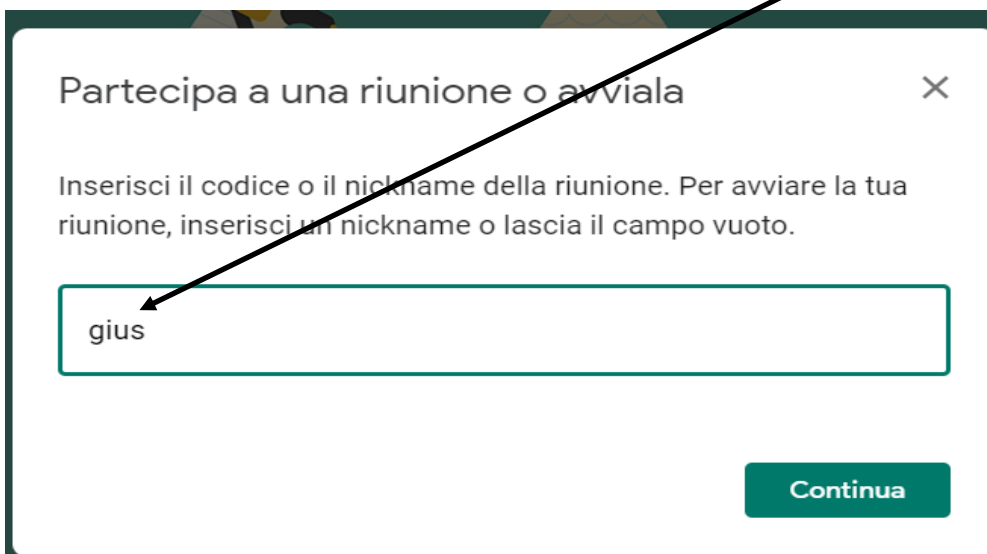 Partecipa a una riunione o avviala
Inserisci il codice o il nickname della riunione. Per avviare la tua
riunione, inserisci un nickname o lascia il campo vuoto.
gius
Continua